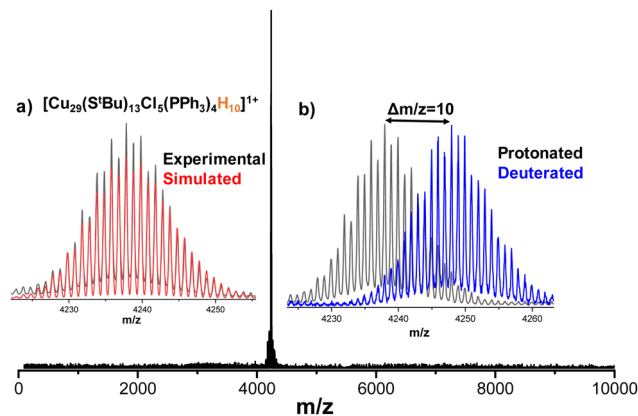 a) [Cu₂₉(SᵗBu)₁₃Cl₅(PPh₃)₄H₁₀]¹⁺
Experimental
Simulated
4230 4240 4250
m/z
b) Δm/z=10
Protonated
Deuterated
4230 4240 4250 4260
m/z
0 2000 4000 6000 8000 10000
m/z